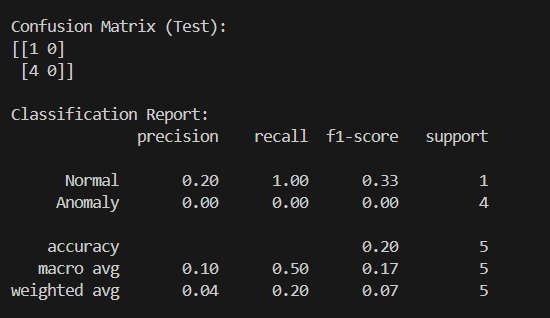 Confusion Matrix (Test):
[[1 0]
 [4 0]]
Classification Report:
precision recall f1-score support
Normal 0.20 1.00 0.33 1
Anomaly 0.00 0.00 0.00 4
accuracy 0.20 5
macro avg 0.10 0.50 0.17 5
weighted avg 0.04 0.20 0.07 5